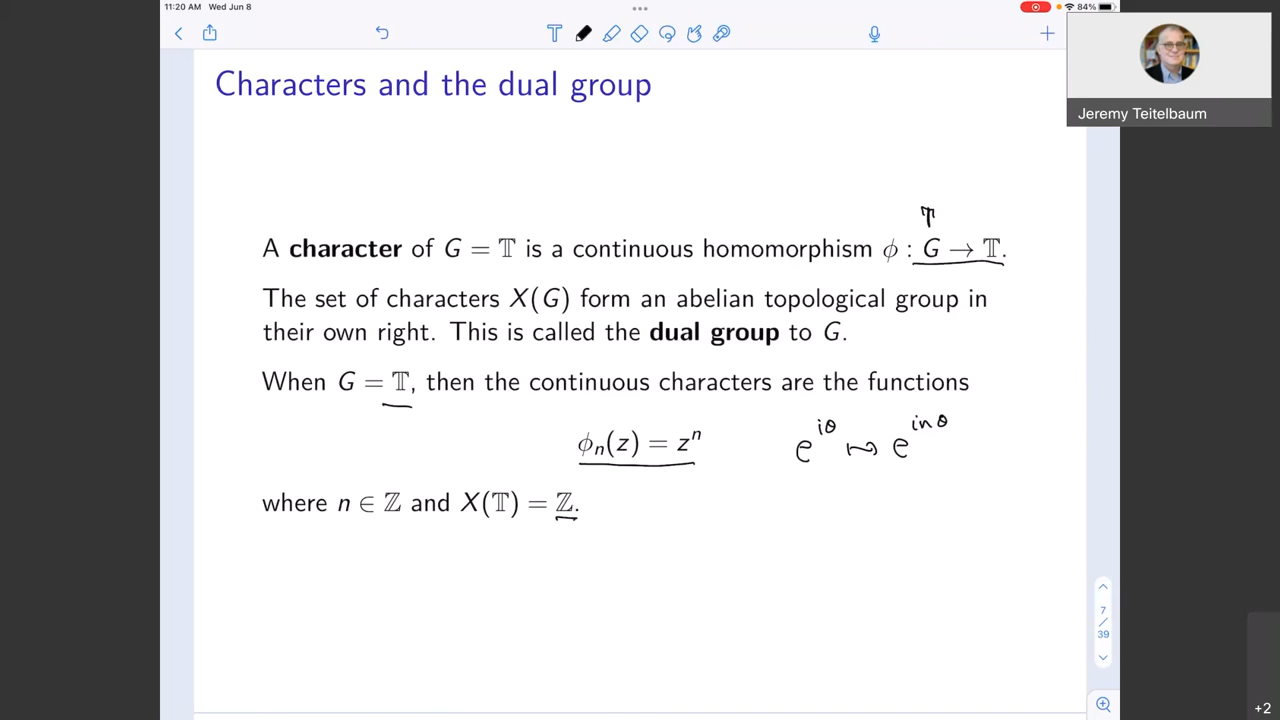 11:20 AM Wed Jun 8
84%
Characters and the dual group
Jeremy Teitelbaum
𝕋
A character of G = 𝕋 is a continuous homomorphism ϕ : G → 𝕋.
The set of characters X(G) form an abelian topological group in
their own right. This is called the dual group to G.
When G = 𝕋, then the continuous characters are the functions
ϕₙ(z) = zⁿ e^{iθ} ↦ e^{inθ}
where n ∈ ℤ and X(𝕋) = ℤ.
7
/
39
+2